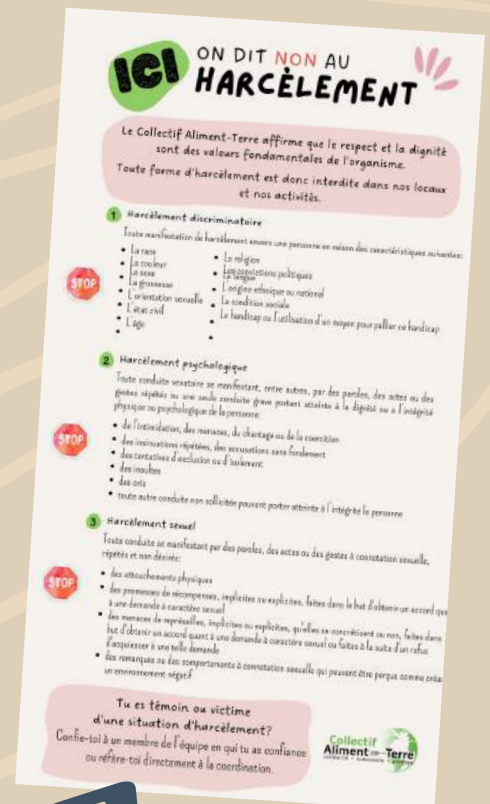 ICI ON DIT NON AU
HARCÈLEMENT
Le Collectif Aliment-Terre affirme que le respect et la dignité
sont des valeurs fondamentales de l'organisme.
Toute forme d'harcèlement est donc interdite dans nos locaux
et nos activités.
1 Harcèlement discriminatoire
Toute manifestation de harcèlement envers une personne en raison des caractéristiques suivantes:
STOP
• La race
• La couleur
• Le sexe
• La grossesse
• L'orientation sexuelle
• L'état civil
• L'âge
•
• La religion
• Les convictions politiques
• La langue
• L'origine ethnique ou national
• La condition sociale
• Le handicap ou l'utilisation d'un moyen pour pallier ce handicap
•
2 Harcèlement psychologique
Toute conduite vexatoire se manifestant, entre autres, par des paroles, des actes ou des
gestes répétés ou une seule conduite grave portant atteinte à la dignité ou à l'intégrité
physique ou psychologique de la personne:
STOP
• de l'intimidation, des menaces, du chantage ou de la coercition
• des insinuations répétées, des accusations sans fondement
• des tentatives d'exclusion ou d'isolement
• des insultes
• des cris
• toute autre conduite non sollicitée pouvant porter atteinte à l'intégrité la personne
3 Harcèlement sexuel
Toute conduite se manifestant par des paroles, des actes ou des gestes à connotation sexuelle,
répétés et non désirés:
STOP
• des attouchements physiques
• des promesses de récompenses, implicites ou explicites, faites dans le but d'obtenir un accord qua
à une demande à caractère sexuel
• des menaces de représailles, implicites ou explicites, qu'elles se concrétisent ou non, faites dans
but d'obtenir un accord quant à une demande à caractère sexuel ou faites à la suite d'un refus
d'acquiescer à une telle demande
• des remarques ou des comportements à connotation sexuelle qui peuvent être perçus comme créa
un environnement négatif
Tu es témoin ou victime
d'une situation d'harcèlement?
Confie-toi à un membre de l'équipe en qui tu as confiance
ou réfère-toi directement à la coordination.
Collectif
Aliment Terre